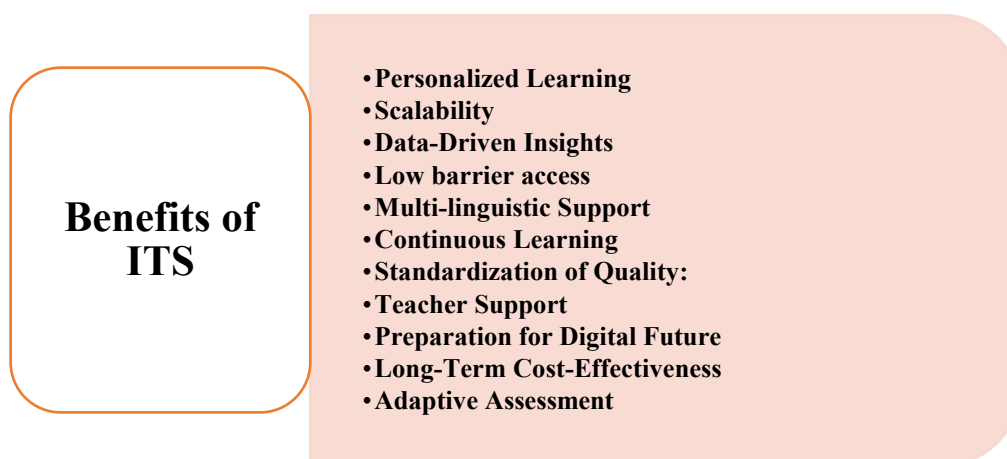 Benefits of
ITS
•Personalized Learning
•Scalability
•Data-Driven Insights
•Low barrier access
•Multi-linguistic Support
•Continuous Learning
•Standardization of Quality:
•Teacher Support
•Preparation for Digital Future
•Long-Term Cost-Effectiveness
•Adaptive Assessment